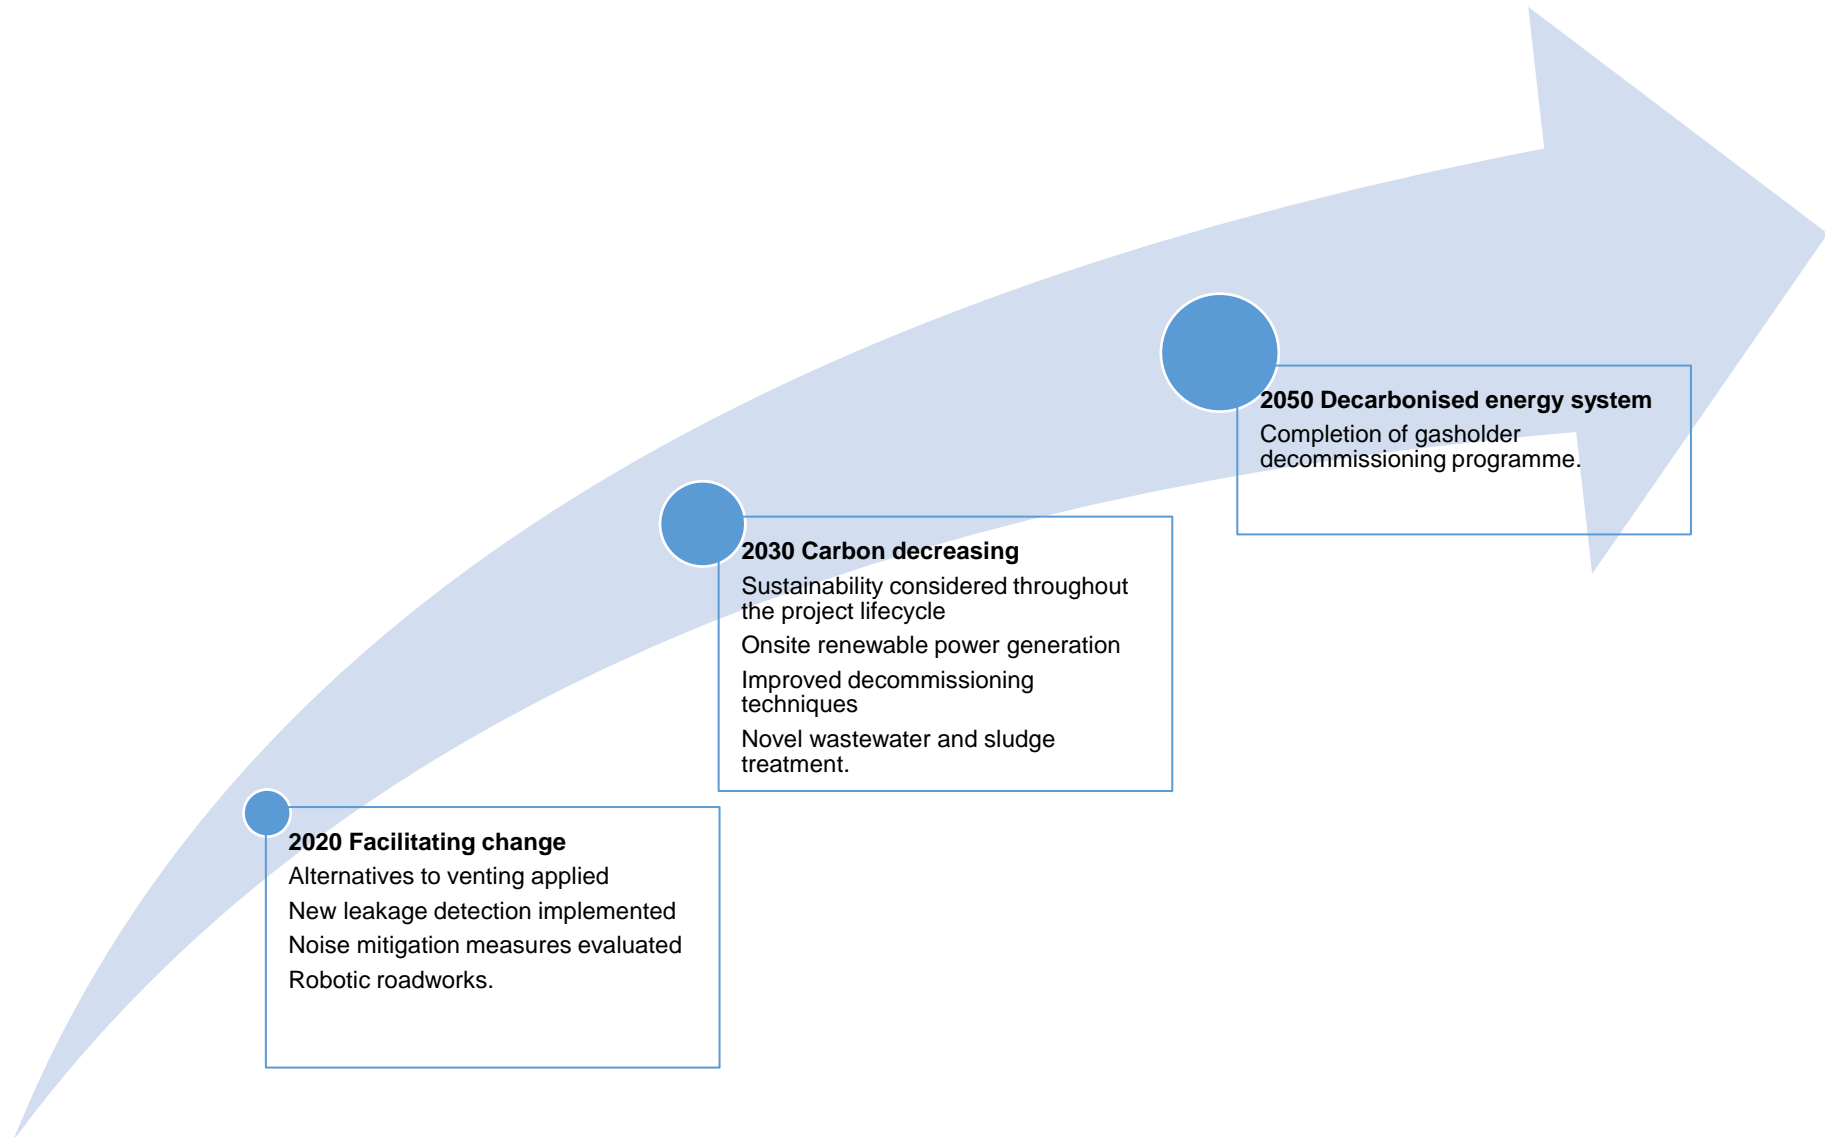 2050 Decarbonised energy system
Completion of gasholder
decommissioning programme.
2030 Carbon decreasing
Sustainability considered throughout
the project lifecycle
Onsite renewable power generation
Improved decommissioning
techniques
Novel wastewater and sludge
treatment.
2020 Facilitating change
Alternatives to venting applied
New leakage detection implemented
Noise mitigation measures evaluated
Robotic roadworks.